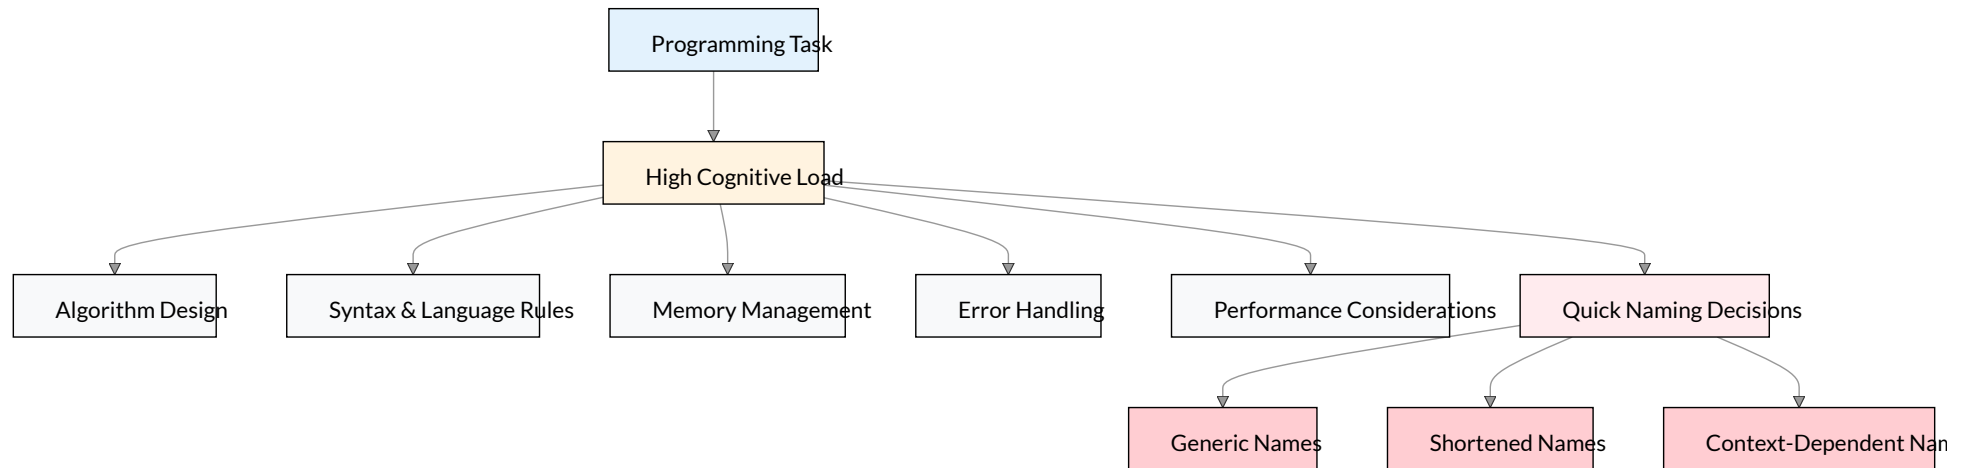 Programming Task
High Cognitive Load
Algorithm Design
Syntax & Language Rules
Memory Management
Error Handling
Performance Considerations
Quick Naming Decisions
Generic Names
Shortened Names
Context-Dependent